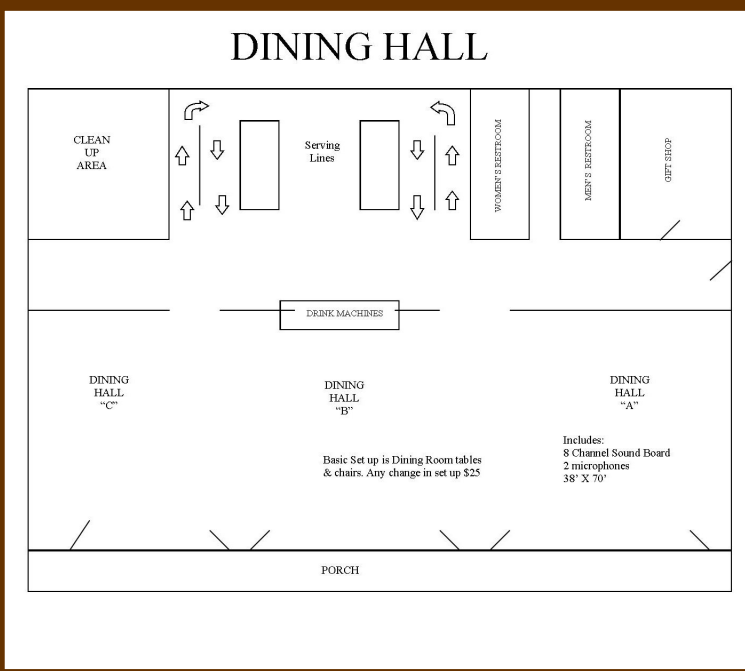 DINING HALL
CLEAN
UP
AREA
Serving
Lines
WOMEN'S RESTROOM
MEN'S RESTROOM
GIFT SHOP
DRINK MACHINES
DINING
HALL
“C”
DINING
HALL
“B”
DINING
HALL
“A”
Basic Set up is Dining Room tables
& chairs. Any change in set up $25
Includes:
8 Channel Sound Board
2 microphones
38’ X 70’
PORCH